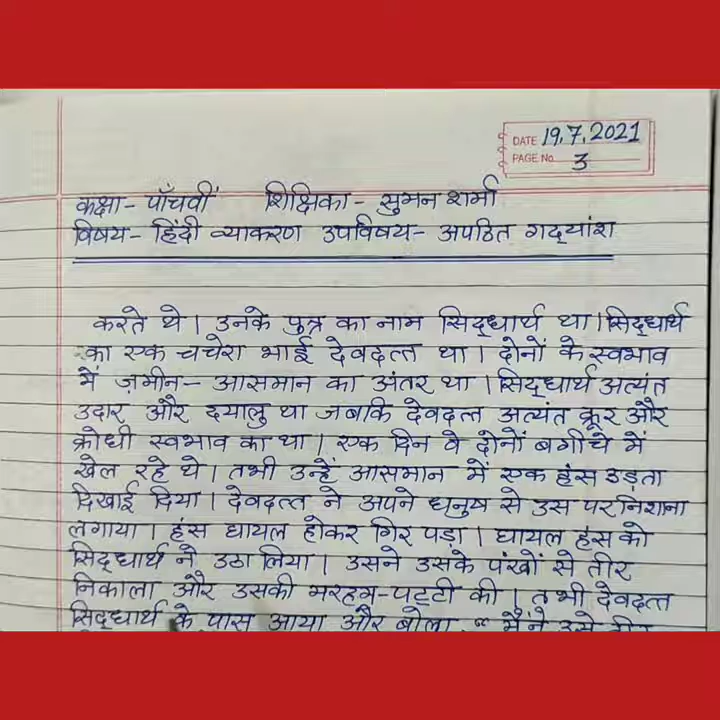 DATE 19.7.2021
PAGE No. 3
कक्षा- पाँचवीं शिक्षिका- सुमन शर्मा
विषय- हिंदी व्याकरण उपविषय- अपठित गद्‌यांश
करते थे। उनके पुत्र का नाम सिद्‌धार्थ था। सिद्‌धार्थ
का एक चचेरा भाई देवदत्त था। दोनों के स्वभाव
में ज़मीन- आसमान का अंतर था। सिद्‌धार्थ अत्यंत
उदार और दयालु था जबकि देवदत्त अत्यंत क्रूर और
क्रोधी स्वभाव का था। एक दिन वे दोनों बगीचे में
खेल रहे थे। तभी उन्हें आसमान में एक हंस उड़ता
दिखाई दिया। देवदत्त ने अपने धनुष से उस पर निशाना
लगाया। हंस घायल होकर गिर पड़ा। घायल हंस को
सिद्‌धार्थ ने उठा लिया। उसने उसके पंखों से तीर
निकाला और उसकी मरहम-पट्‌टी की। तभी देवदत्त
सिद्‌धार्थ के पास आया और बोला, "मैंने उसे